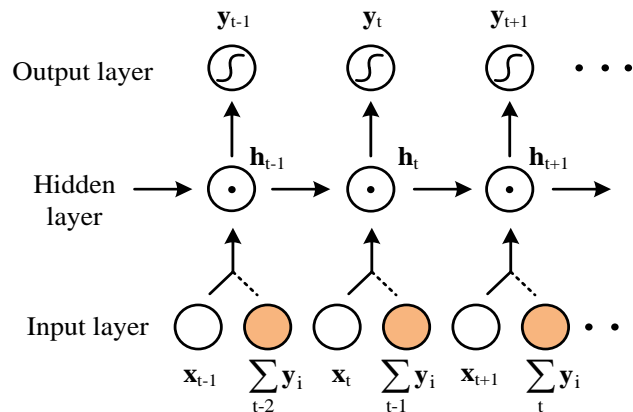 y_{t-1} y_t y_{t+1}
Output layer . . .
h_{t-1} h_t h_{t+1}
Hidden
layer
Input layer . .
x_{t-1} ∑_{t-2} y_i x_t ∑_{t-1} y_i x_{t+1} ∑_t y_i